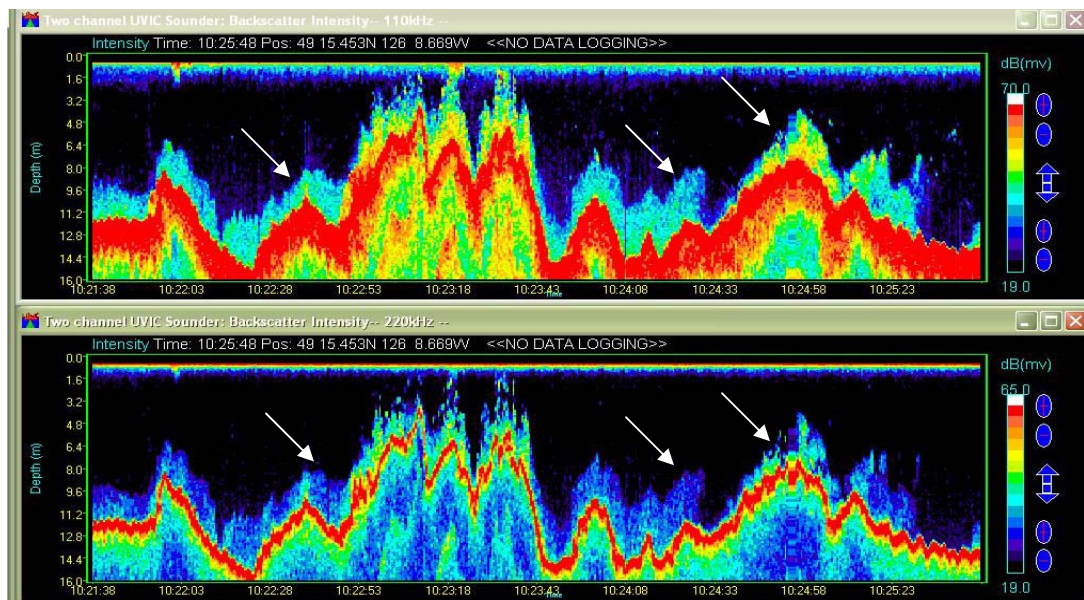 Two channel UVIC Sounder: Backscatter Intensity-- 110kHz --
Intensity Time: 10:25:48 Pos: 49 15.453N 126 8.669W <<NO DATA LOGGING>>
dB(mv)
70.0
19.0
Depth (m)
0.0
1.6
3.2
4.8
6.4
8.0
9.6
11.2
12.8
14.4
16.0
10:21:38 10:22:03 10:22:28 10:22:53 10:23:18 10:23:43 10:24:08 10:24:33 10:24:58 10:25:23
Time
Two channel UVIC Sounder: Backscatter Intensity-- 220kHz --
Intensity Time: 10:25:48 Pos: 49 15.453N 126 8.669W <<NO DATA LOGGING>>
dB(mv)
65.0
19.0
Depth (m)
0.0
1.6
3.2
4.8
6.4
8.0
9.6
11.2
12.8
14.4
16.0
10:21:38 10:22:03 10:22:28 10:22:53 10:23:18 10:23:43 10:24:08 10:24:33 10:24:58 10:25:23
Time